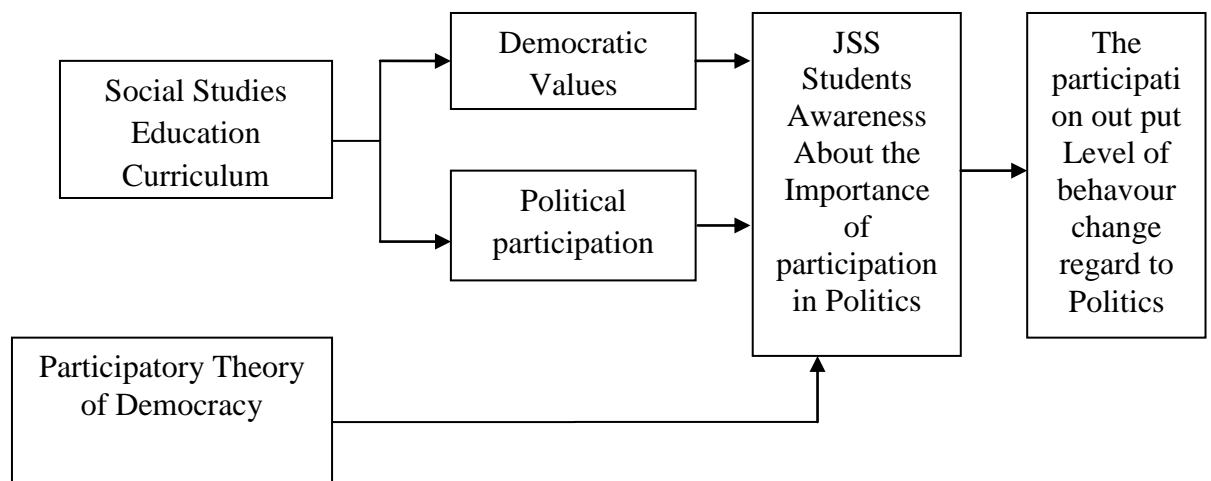 Social Studies
Education
Curriculum
Democratic
Values
Political
participation
JSS
Students
Awareness
About the
Importance
of
participation
in Politics
The
participati
on out put
Level of
behavour
change
regard to
Politics
Participatory Theory
of Democracy